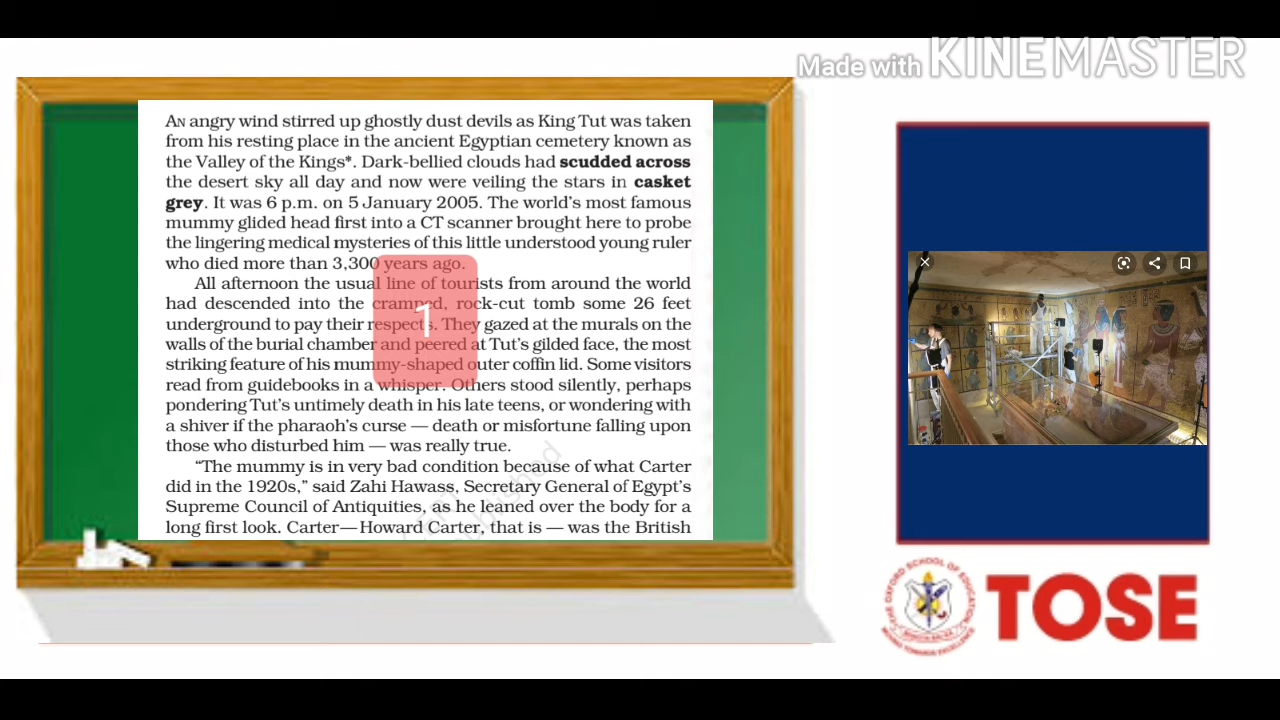 Made with KINEMASTER
AN angry wind stirred up ghostly dust devils as King Tut was taken
from his resting place in the ancient Egyptian cemetery known as
the Valley of the Kings*. Dark-bellied clouds had scudded across
the desert sky all day and now were veiling the stars in casket
grey. It was 6 p.m. on 5 January 2005. The world's most famous
mummy glided head first into a CT scanner brought here to probe
the lingering medical mysteries of this little understood young ruler
who died more than 3,300 years ago.
All afternoon the usual line of tourists from around the world
had descended into the cramped, rock-cut tomb some 26 feet
underground to pay their respects. They gazed at the murals on the
walls of the burial chamber and peered at Tut's gilded face, the most
striking feature of his mummy-shaped outer coffin lid. Some visitors
read from guidebooks in a whisper. Others stood silently, perhaps
pondering Tut's untimely death in his late teens, or wondering with
a shiver if the pharaoh's curse — death or misfortune falling upon
those who disturbed him — was really true.
"The mummy is in very bad condition because of what Carter
did in the 1920s," said Zahi Hawass, Secretary General of Egypt's
Supreme Council of Antiquities, as he leaned over the body for a
long first look. Carter—Howard Carter, that is — was the British
1
THE OXFORD SCHOOL OF EDUCATION
TOSE